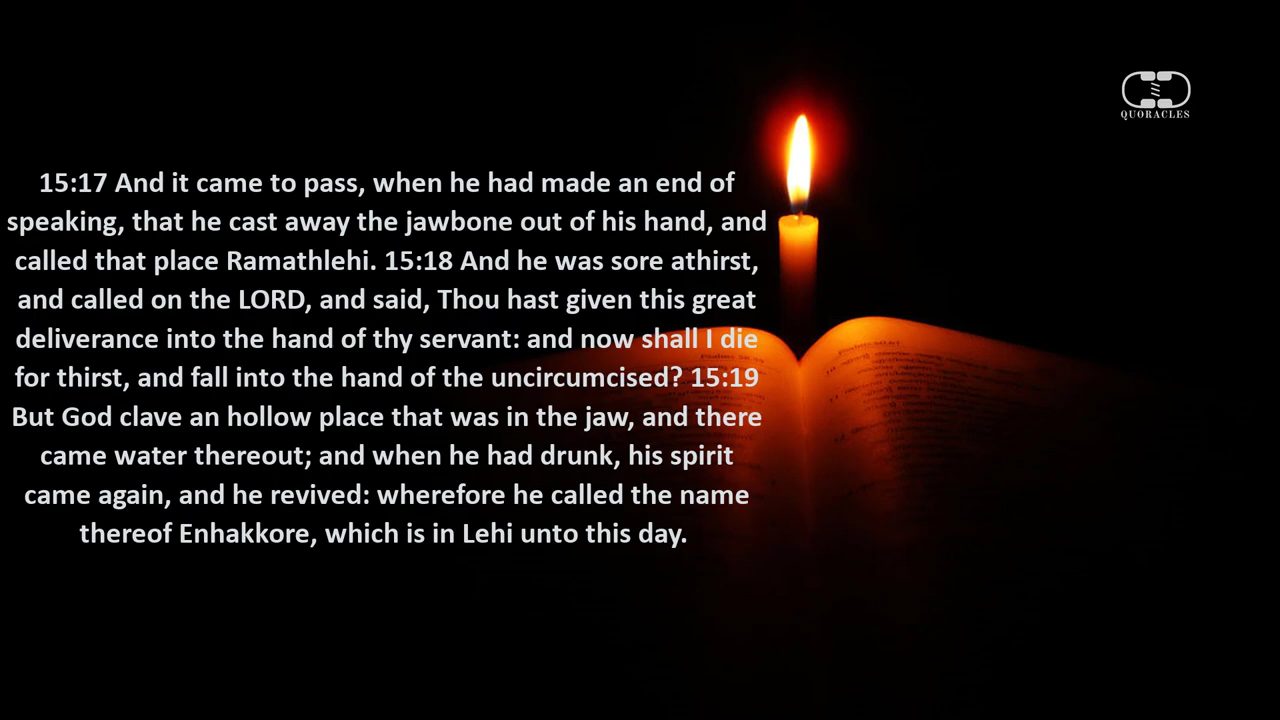 QUORACLES
15:17 And it came to pass, when he had made an end of
speaking, that he cast away the jawbone out of his hand, and
called that place Ramathlehi. 15:18 And he was sore athirst,
and called on the LORD, and said, Thou hast given this great
deliverance into the hand of thy servant: and now shall I die
for thirst, and fall into the hand of the uncircumcised? 15:19
But God clave an hollow place that was in the jaw, and there
came water thereout; and when he had drunk, his spirit
came again, and he revived: wherefore he called the name
thereof Enhakkore, which is in Lehi unto this day.